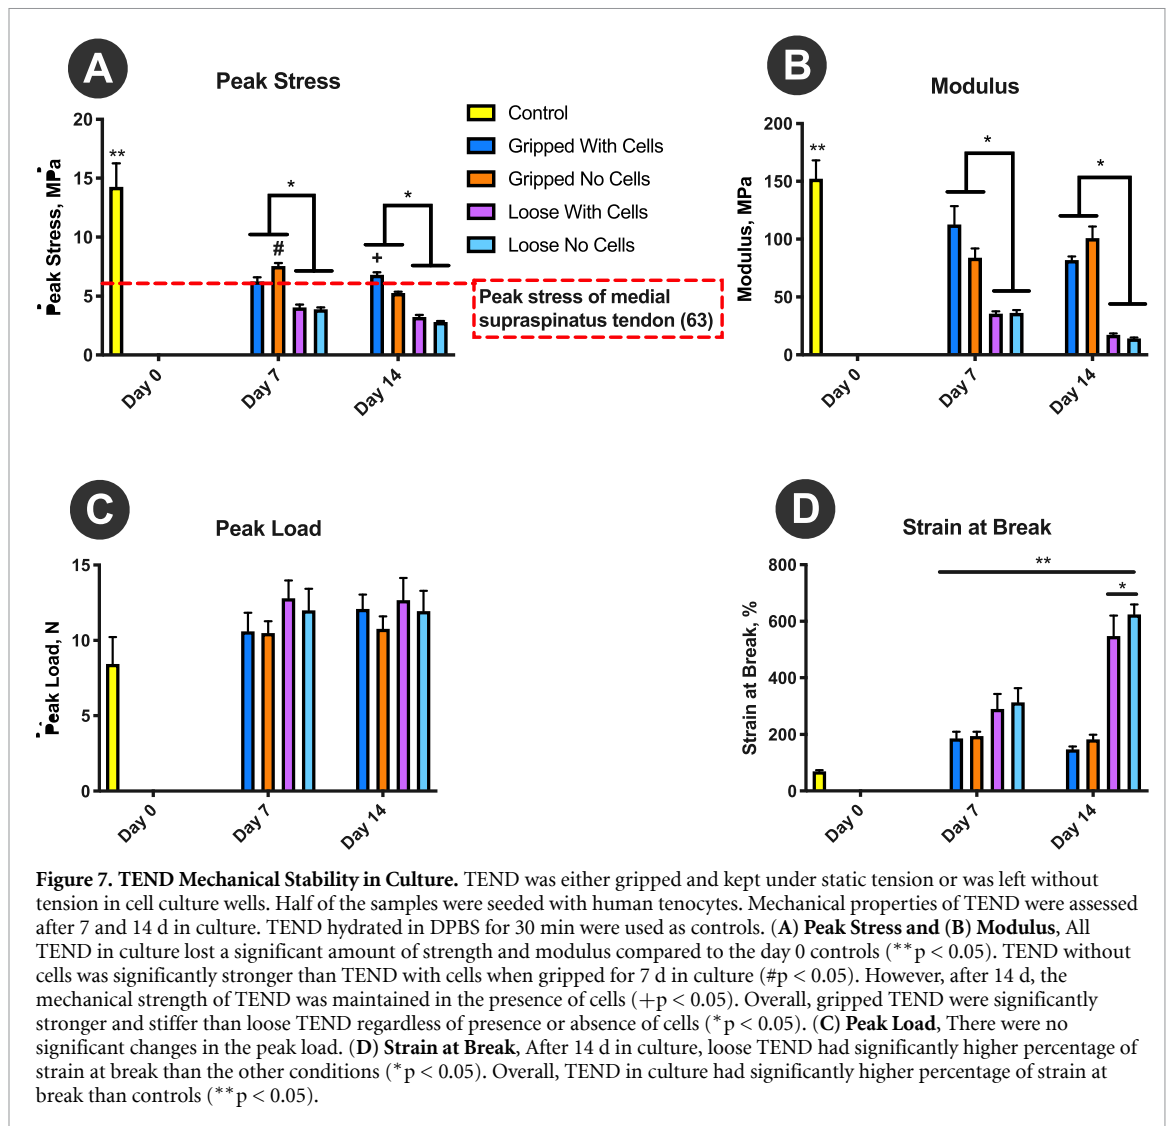 A
Peak Stress
Peak Stress, MPa
20
15
10
5
0
**
*
#
*
+
Day 0
Day 7
Day 14
Control
Gripped With Cells
Gripped No Cells
Loose With Cells
Loose No Cells
Peak stress of medial
supraspinatus tendon (63)
B
Modulus
Modulus, MPa
200
150
100
50
0
**
*
*
Day 0
Day 7
Day 14
C
Peak Load
Peak Load, N
15
10
5
0
Day 0
Day 7
Day 14
D
Strain at Break
Strain at Break, %
800
600
400
200
0
**
*
Day 0
Day 7
Day 14
Figure 7. TEND Mechanical Stability in Culture. TEND was either gripped and kept under static tension or was left without
tension in cell culture wells. Half of the samples were seeded with human tenocytes. Mechanical properties of TEND were assessed
after 7 and 14 d in culture. TEND hydrated in DPBS for 30 min were used as controls. (A) Peak Stress and (B) Modulus, All
TEND in culture lost a significant amount of strength and modulus compared to the day 0 controls (**p < 0.05). TEND without
cells was significantly stronger than TEND with cells when gripped for 7 d in culture (#p < 0.05). However, after 14 d, the
mechanical strength of TEND was maintained in the presence of cells (+p < 0.05). Overall, gripped TEND were significantly
stronger and stiffer than loose TEND regardless of presence or absence of cells (*p < 0.05). (C) Peak Load, There were no
significant changes in the peak load. (D) Strain at Break, After 14 d in culture, loose TEND had significantly higher percentage of
strain at break than the other conditions (*p < 0.05). Overall, TEND in culture had significantly higher percentage of strain at
break than controls (**p < 0.05).